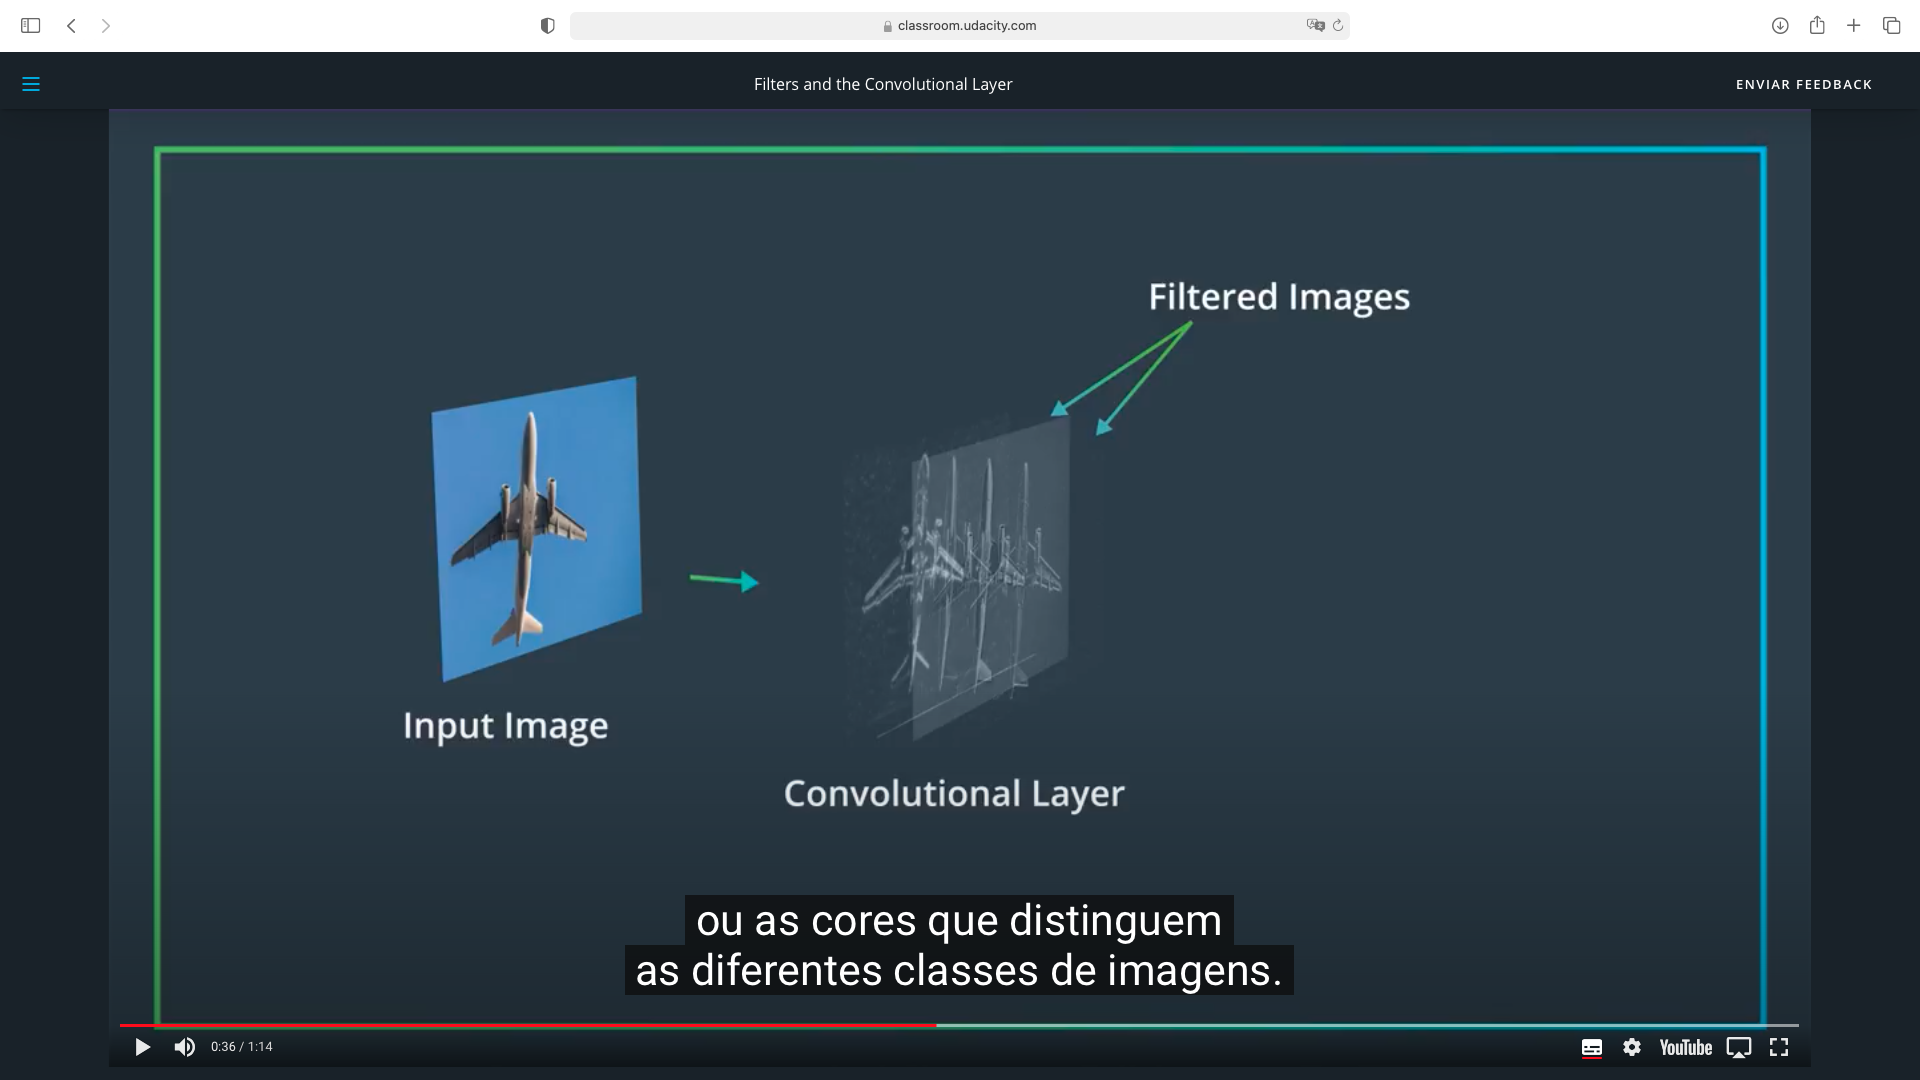 classroom.udacity.com
Filters and the Convolutional Layer
ENVIAR FEEDBACK
Filtered Images
Input Image
Convolutional Layer
ou as cores que distinguem
as diferentes classes de imagens.
0:36 / 1:14
YouTube